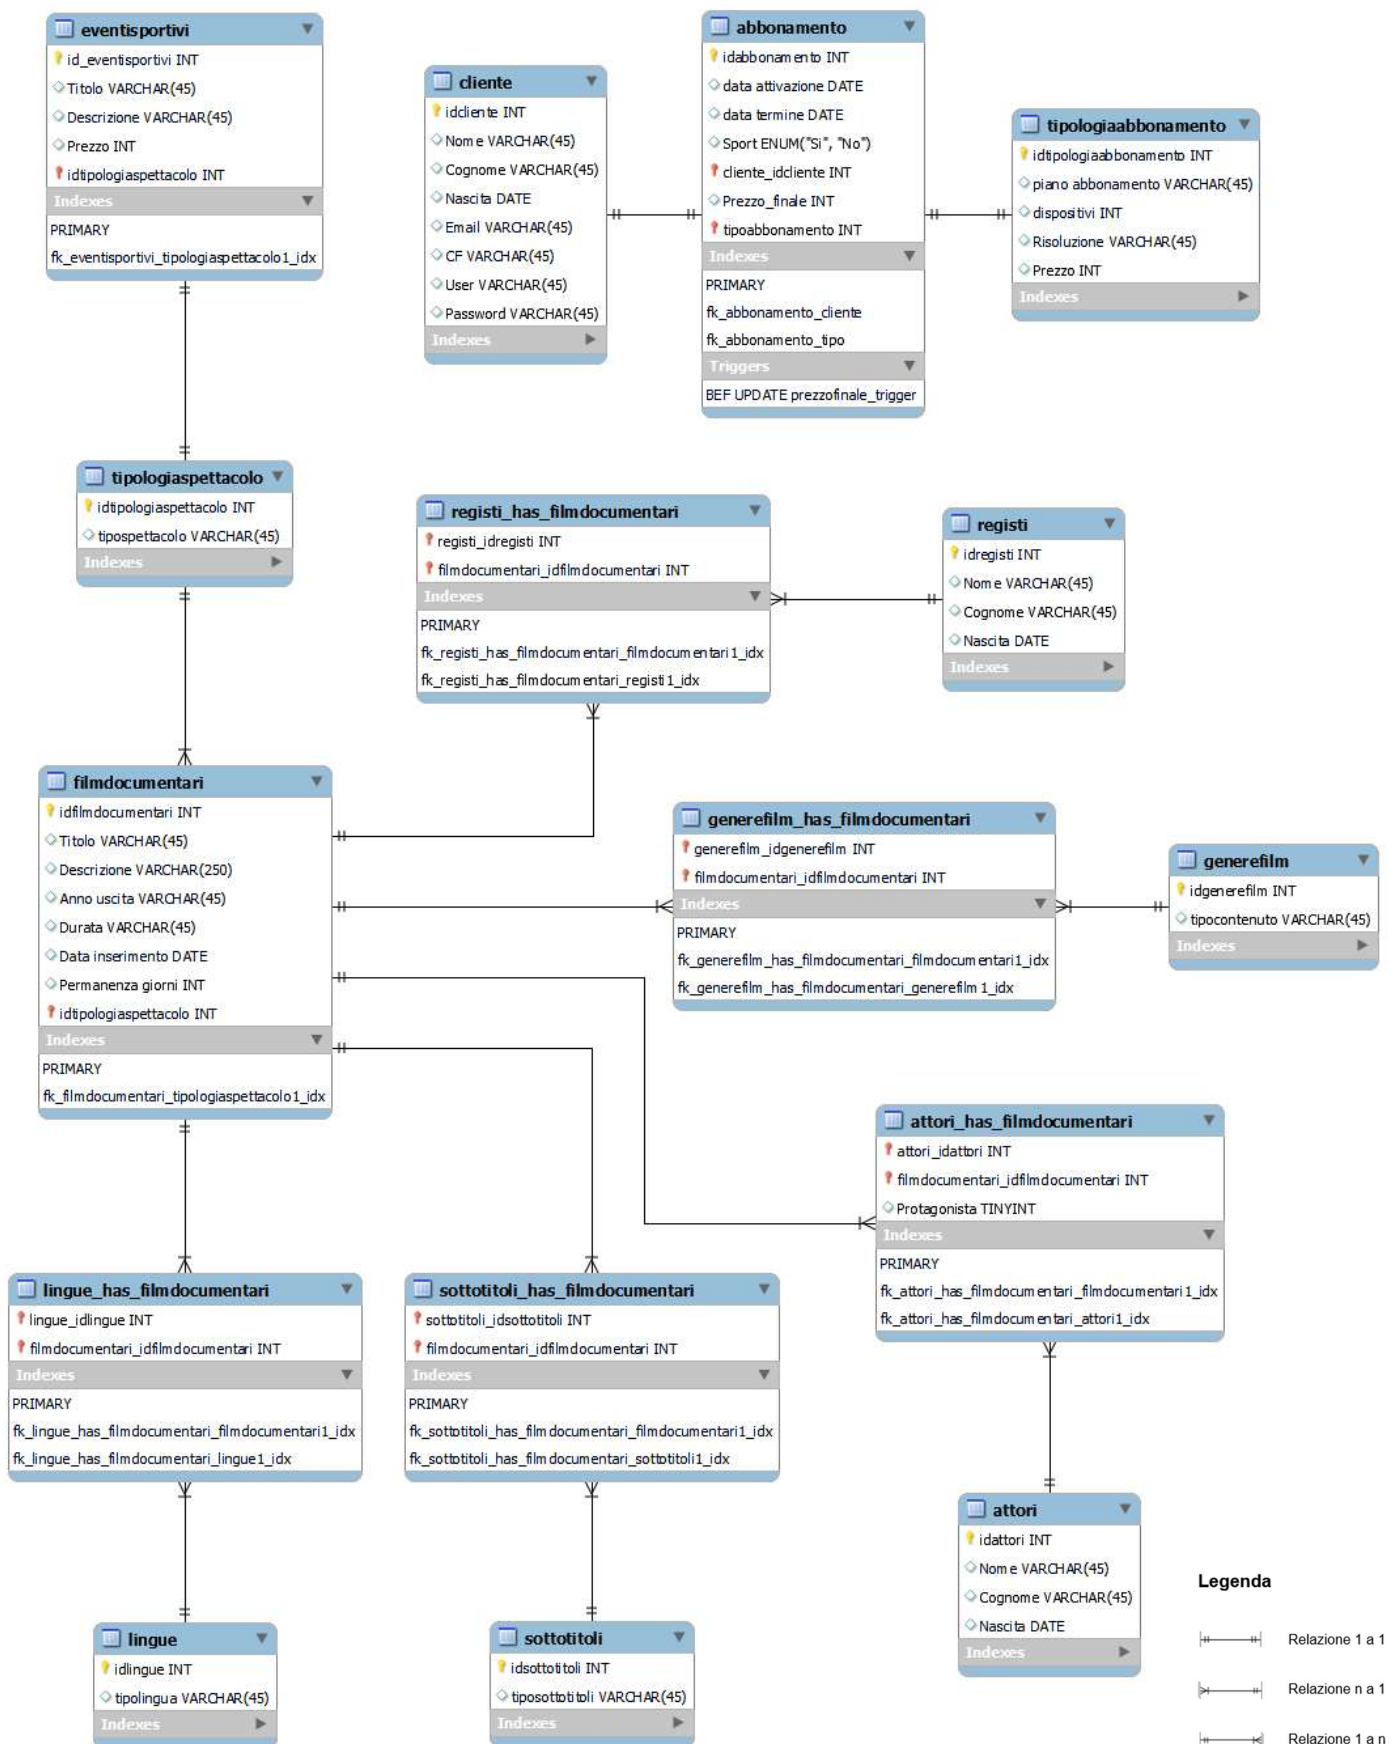 eventisportivi
id_eventisportivi INT
Titolo VARCHAR(45)
Descrizione VARCHAR(45)
Prezzo INT
idtipologiaspettacolo INT
Indexes
PRIMARY
fk_eventisportivi_tipologiaspettacolo1_idx
cliente
idcliente INT
Nome VARCHAR(45)
Cognome VARCHAR(45)
Nascita DATE
Email VARCHAR(45)
CF VARCHAR(45)
User VARCHAR(45)
Password VARCHAR(45)
Indexes
abbonamento
idabbonamento INT
data attivazione DATE
data termine DATE
Sport ENUM("Si", "No")
cliente_idcliente INT
Prezzo_finale INT
tipoabbonamento INT
Indexes
PRIMARY
fk_abbonamento_cliente
fk_abbonamento_tipo
Triggers
BEF UPDATE prezzofinale_trigger
tipologiaabbonamento
idtipologiaabbonamento INT
piano abbonamento VARCHAR(45)
dispositivi INT
Risoluzione VARCHAR(45)
Prezzo INT
Indexes
tipologiaspettacolo
idtipologiaspettacolo INT
tipospettacolo VARCHAR(45)
Indexes
registi_has_filmdocumentari
registi_idregisti INT
filmdocumentari_idfilmdocumentari INT
Indexes
PRIMARY
fk_registi_has_filmdocumentari_filmdocumentari1_idx
fk_registi_has_filmdocumentari_registi1_idx
registi
idregisti INT
Nome VARCHAR(45)
Cognome VARCHAR(45)
Nascita DATE
Indexes
filmdocumentari
idfilmdocumentari INT
Titolo VARCHAR(45)
Descrizione VARCHAR(250)
Anno uscita VARCHAR(45)
Durata VARCHAR(45)
Data inserimento DATE
Permanenza giorni INT
idtipologiaspettacolo INT
Indexes
PRIMARY
fk_filmdocumentari_tipologiaspettacolo1_idx
generefilm_has_filmdocumentari
generefilm_idgenerefilm INT
filmdocumentari_idfilmdocumentari INT
Indexes
PRIMARY
fk_generefilm_has_filmdocumentari_filmdocumentari1_idx
fk_generefilm_has_filmdocumentari_generefilm1_idx
generefilm
idgenerefilm INT
tipocontenuto VARCHAR(45)
Indexes
attori_has_filmdocumentari
attori_idattori INT
filmdocumentari_idfilmdocumentari INT
Protagonista TINYINT
Indexes
PRIMARY
fk_attori_has_filmdocumentari_filmdocumentari1_idx
fk_attori_has_filmdocumentari_attori1_idx
lingue_has_filmdocumentari
lingue_idlingue INT
filmdocumentari_idfilmdocumentari INT
Indexes
PRIMARY
fk_lingue_has_filmdocumentari_filmdocumentari1_idx
fk_lingue_has_filmdocumentari_lingue1_idx
sottotitoli_has_filmdocumentari
sottotitoli_idsottotitoli INT
filmdocumentari_idfilmdocumentari INT
Indexes
PRIMARY
fk_sottotitoli_has_filmdocumentari_filmdocumentari1_idx
fk_sottotitoli_has_filmdocumentari_sottotitoli1_idx
attori
idattori INT
Nome VARCHAR(45)
Cognome VARCHAR(45)
Nascita DATE
Indexes
lingue
idlingue INT
tipolingua VARCHAR(45)
Indexes
sottotitoli
idsottotitoli INT
tiposottotitoli VARCHAR(45)
Indexes
Legenda
Relazione 1 a 1
Relazione n a 1
Relazione 1 a n